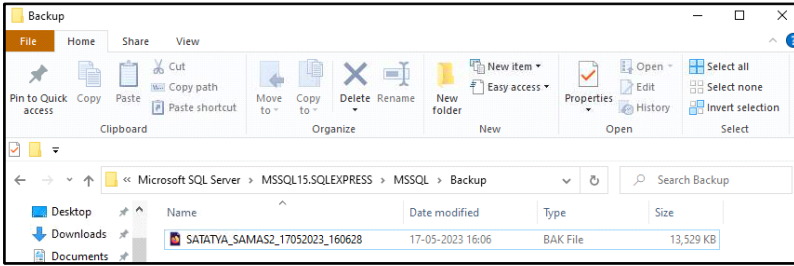 Backup
File Home Share View
Pin to Quick access
Copy
Paste
Cut
Copy path
Paste shortcut
Clipboard
Move to
Copy to
Delete
Rename
Organize
New folder
New item
Easy access
New
Properties
Open
Edit
History
Open
Select all
Select none
Invert selection
Select
« Microsoft SQL Server > MSSQL15.SQLEXPRESS > MSSQL > Backup
Search Backup
Desktop
Downloads
Documents
Name Date modified Type Size
SATATYA_SAMAS2_17052023_160628 17-05-2023 16:06 BAK File 13,529 KB